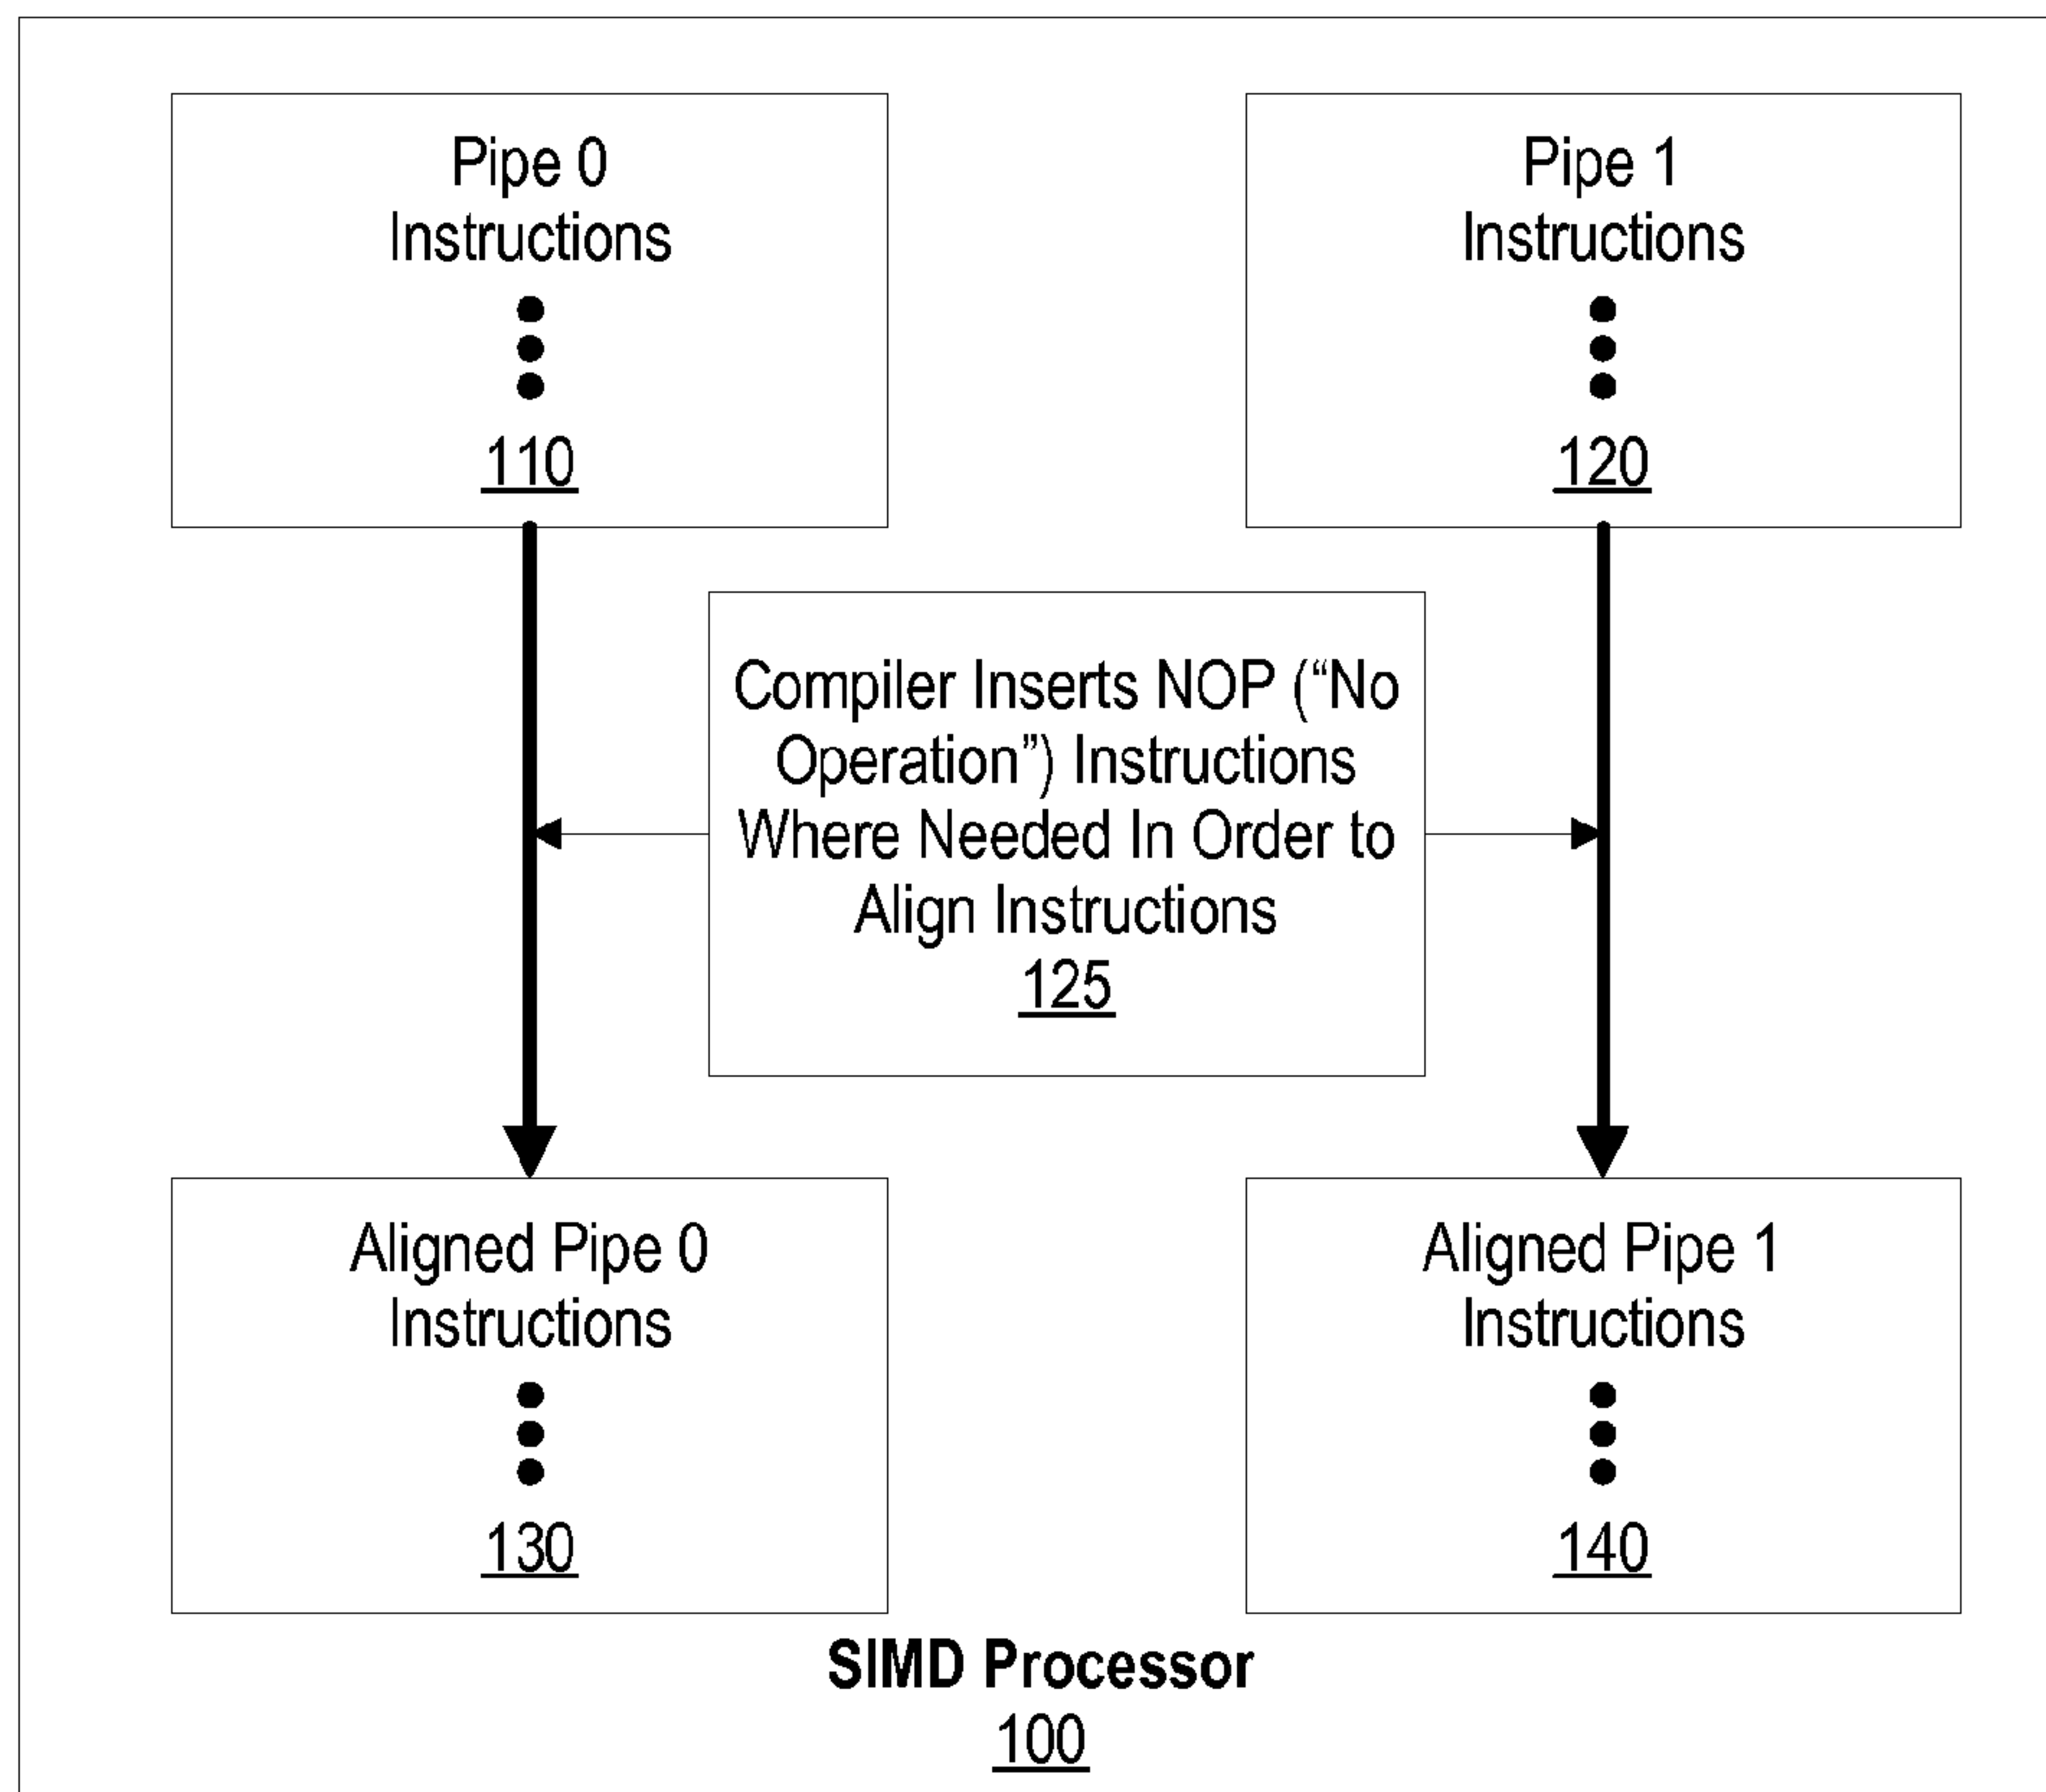 Pipe 0
Instructions
110
Pipe 1
Instructions
120
Compiler Inserts NOP (“No
Operation”) Instructions
Where Needed In Order to
Align Instructions
125
Aligned Pipe 0
Instructions
130
Aligned Pipe 1
Instructions
140
SIMD Processor
100